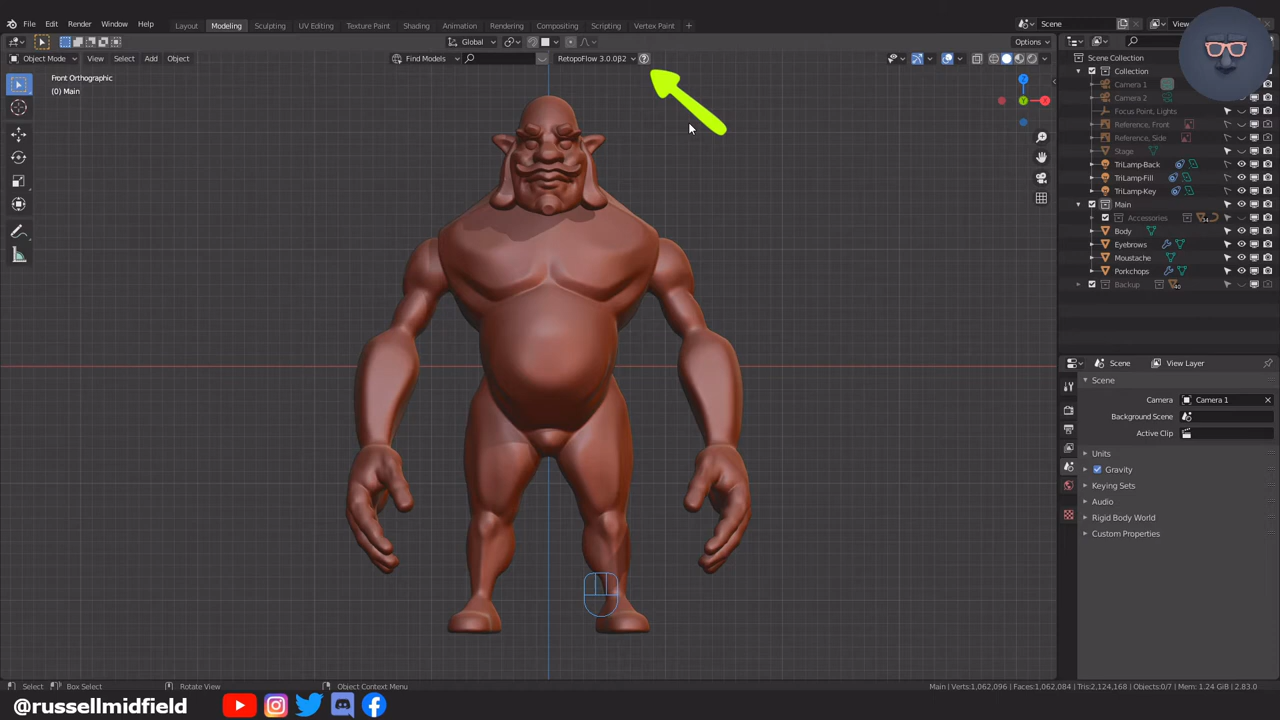 File Edit Render Window Help
Layout Modeling Sculpting UV Editing Texture Paint Shading Animation Rendering Compositing Scripting Video Paint +
Scene
Global
Options
Object Mode View Select Add Object
Find Models
RetopoFlow 3.0.0β2
Front Orthographic
(0) Main
Z
Y
X
Scene Collection
Collection
Camera 1
Camera 2
Focus Point, Lights
Reference, Front
Reference, Side
Stage
TriLamp-Back
TriLamp-Fill
TriLamp-Key
Main
Accessories
Body
Eyebrows
Moustache
Porkchops
Backup
Scene View Layer
Scene
Camera Camera 1
Background Scene
Active Clip
Units
Gravity
Keying Sets
Audio
Rigid Body World
Custom Properties
Select Box Select Rotate View Object Context Menu
Main | Verts:1,062,096 | Faces:1,062,084 | Tris:2,124,168 | Objects:0/7 | Mem: 1.24 GiB | 2.83.0
@russellmidfield